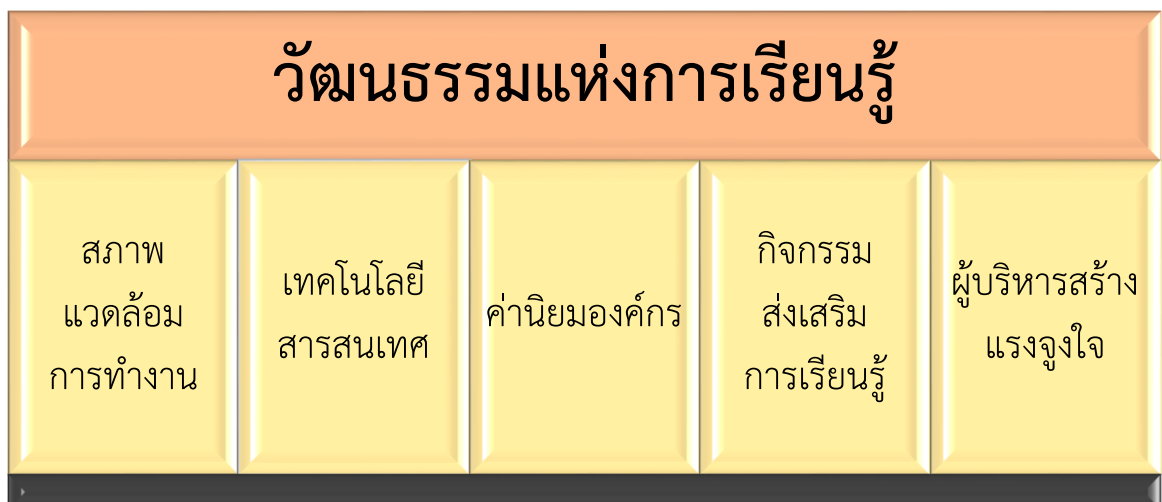 วัฒนธรรมแห่งการเรียนรู้
สภาพ
แวดล้อม
การทำงาน
เทคโนโลยี
สารสนเทศ
ค่านิยมองค์กร
กิจกรรม
ส่งเสริม
การเรียนรู้
ผู้บริหารสร้าง
แรงจูงใจ